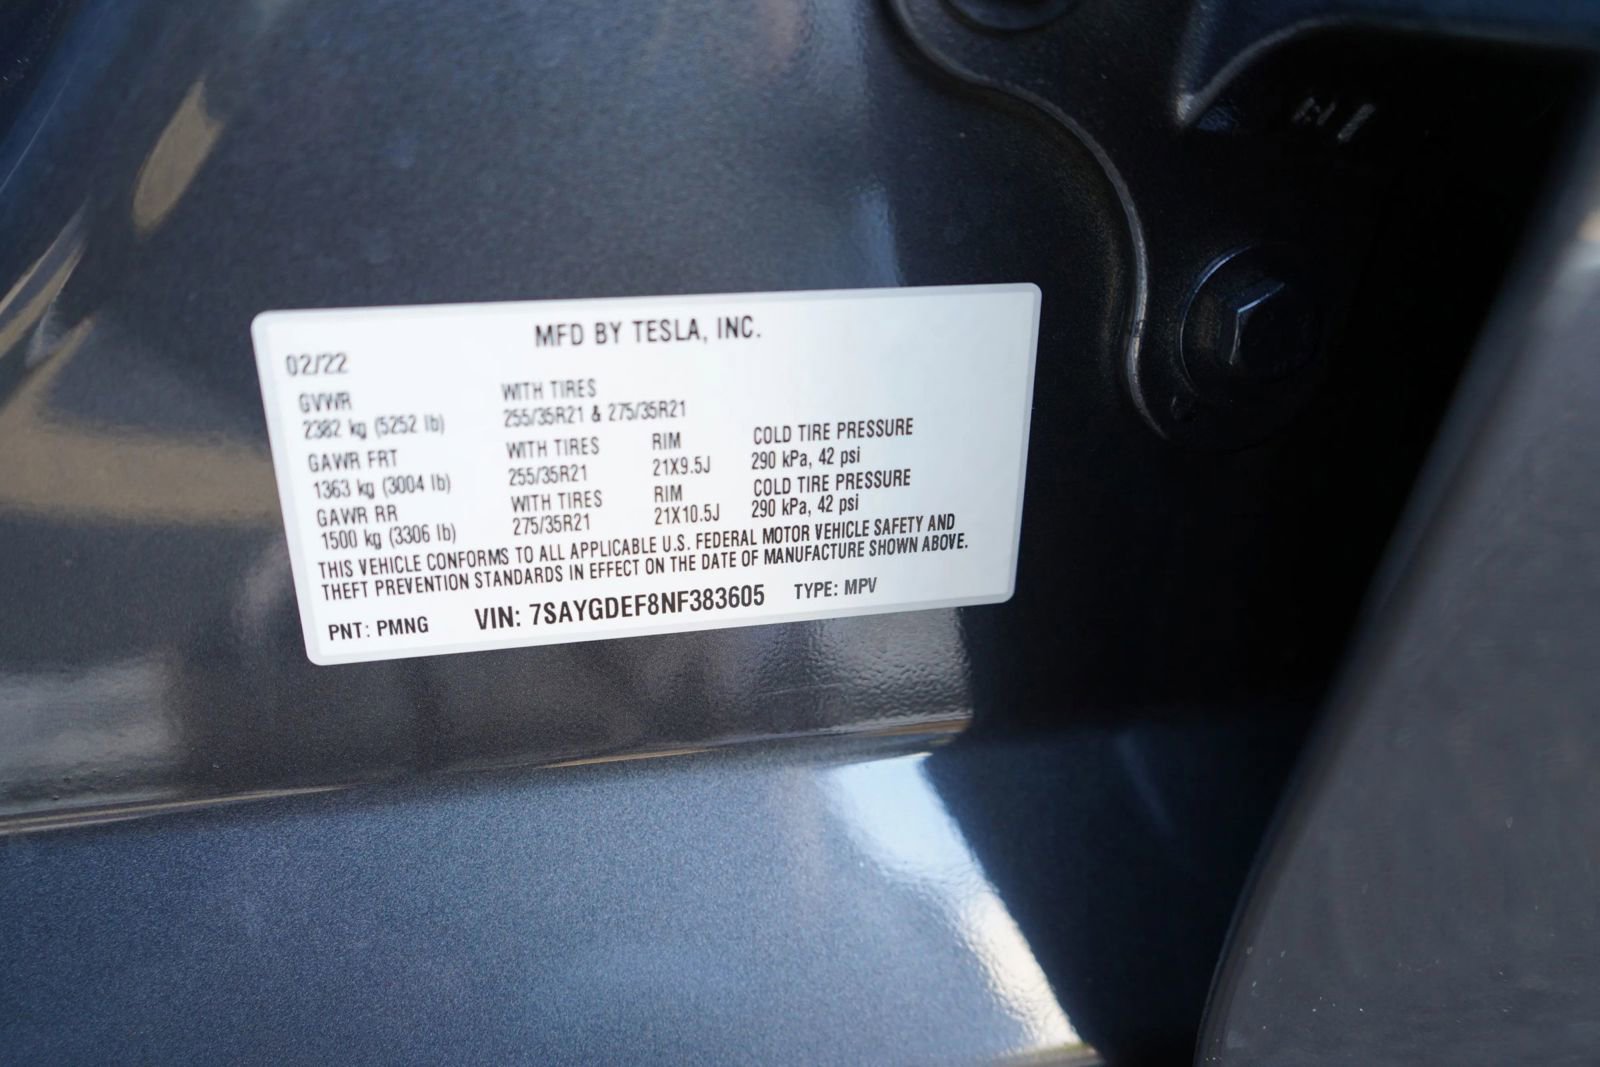 MFD BY TESLA, INC.
02/22
GVWR WITH TIRES
2382 kg (5252 lb) 255/35R21 & 275/35R21
GAWR FRT WITH TIRES RIM COLD TIRE PRESSURE
1363 kg (3004 lb) 255/35R21 21X9.5J 290 kPa, 42 psi
GAWR RR WITH TIRES RIM COLD TIRE PRESSURE
1500 kg (3306 lb) 275/35R21 21X10.5J 290 kPa, 42 psi
THIS VEHICLE CONFORMS TO ALL APPLICABLE U.S. FEDERAL MOTOR VEHICLE SAFETY AND
THEFT PREVENTION STANDARDS IN EFFECT ON THE DATE OF MANUFACTURE SHOWN ABOVE.
PNT: PMNG VIN: 7SAYGDEF8NF383605 TYPE: MPV